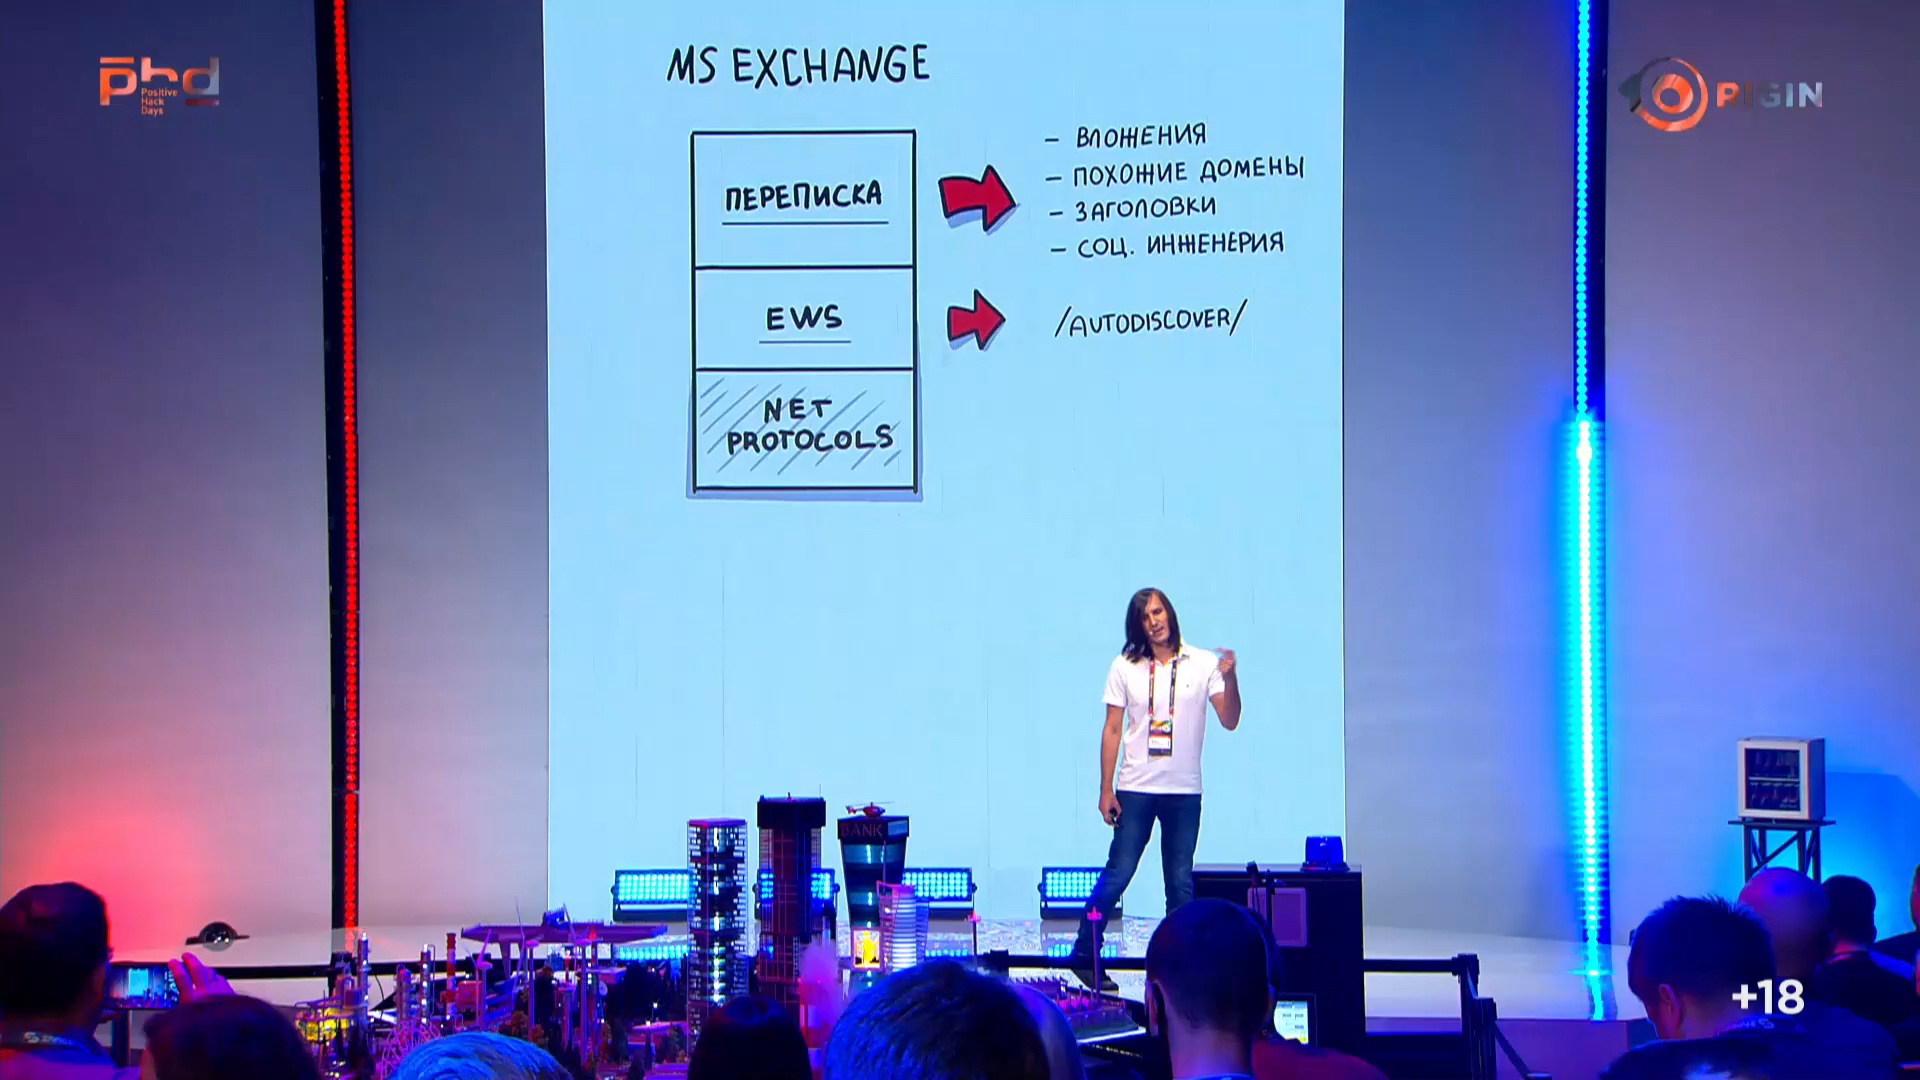 phd
Positive
Hack
Days
ORIGIN
MS EXCHANGE
ПЕРЕПИСКА
– ВЛОЖЕНИЯ
– ПОХОЖИЕ ДОМЕНЫ
– ЗАГОЛОВКИ
– СОЦ. ИНЖЕНЕРИЯ
EWS
/AUTODISCOVER/
NET
PROTOCOLS
BANK
+18